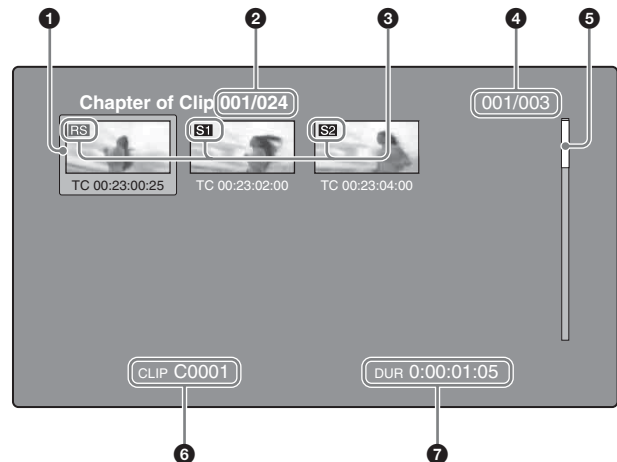 1 2 3 4 5
Chapter of Clip 001/024 001/003
RS S1 S2
TC 00:23:00:25 TC 00:23:02:00 TC 00:23:04:00
CLIP C0001 DUR 0:00:01:05
6 7